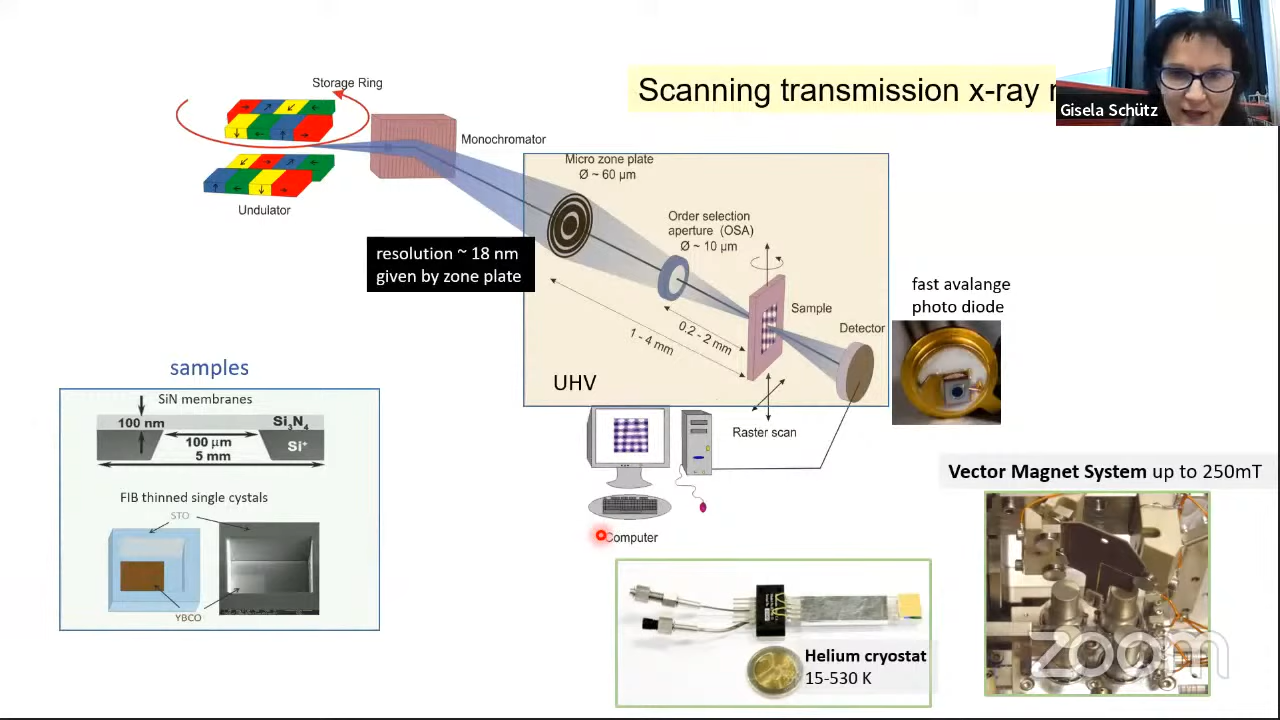 Scanning transmission x-ray
Gisela Schütz
Storage Ring
Monochromator
Undulator
Micro zone plate
Ø ~ 60 µm
resolution ~ 18 nm
given by zone plate
Order selection
aperture (OSA)
Ø ~ 10 µm
0.2 - 2 mm
1 - 4 mm
Sample
Detector
UHV
Raster scan
fast avalange
photo diode
Computer
samples
SiN membranes
100 nm
Si3N4
100 µm
Si+
5 mm
FIB thinned single cystals
STO
YBCO
Helium cryostat
15-530 K
Vector Magnet System up to 250mT
zoom